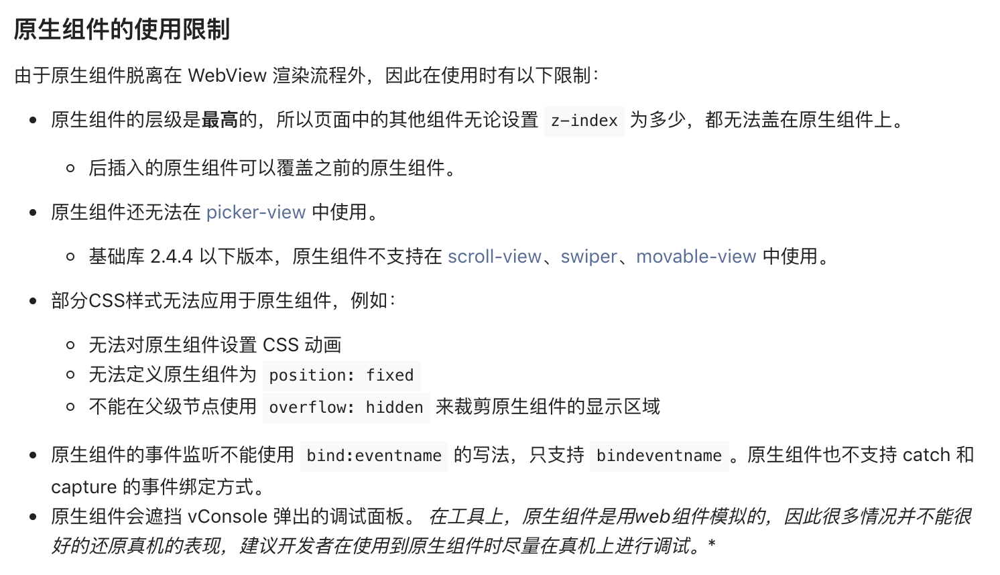 原生组件的使用限制
由于原生组件脱离在 WebView 渲染流程外，因此在使用时有以下限制：
原生组件的层级是最高的，所以页面中的其他组件无论设置 z-index 为多少，都无法盖在原生组件上。
后插入的原生组件可以覆盖之前的原生组件。
原生组件还无法在 picker-view 中使用。
基础库 2.4.4 以下版本，原生组件不支持在 scroll-view、swiper、movable-view 中使用。
部分CSS样式无法应用于原生组件，例如：
无法对原生组件设置 CSS 动画
无法定义原生组件为 position: fixed
不能在父级节点使用 overflow: hidden 来裁剪原生组件的显示区域
原生组件的事件监听不能使用 bind:eventname 的写法，只支持 bindeventname。原生组件也不支持 catch 和
capture 的事件绑定方式。
原生组件会遮挡 vConsole 弹出的调试面板。 在工具上，原生组件是用web组件模拟的，因此很多情况并不能很
好的还原真机的表现，建议开发者在使用到原生组件时尽量在真机上进行调试。*